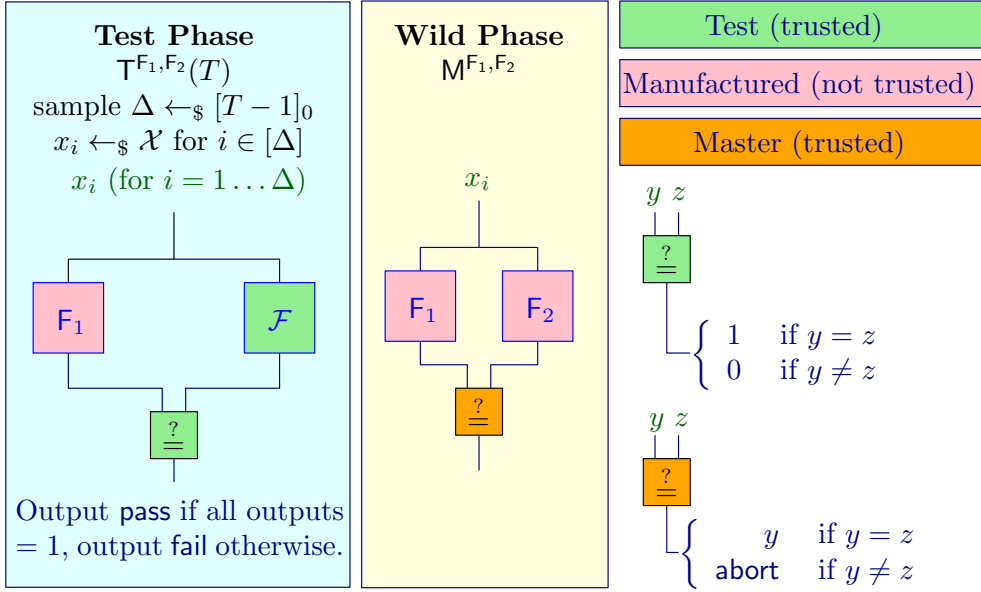 Test Phase
T^{F₁,F₂}(T)
sample Δ ←$ [T − 1]₀
xᵢ ←$ 𝒳 for i ∈ [Δ]
xᵢ (for i = 1 … Δ)
F₁ ℱ
≟
Output pass if all outputs
= 1, output fail otherwise.
Wild Phase
M^{F₁,F₂}
xᵢ
F₁ F₂
≟
Test (trusted)
Manufactured (not trusted)
Master (trusted)
y z
≟
1 if y = z
0 if y ≠ z
y z
≟
y if y = z
abort if y ≠ z